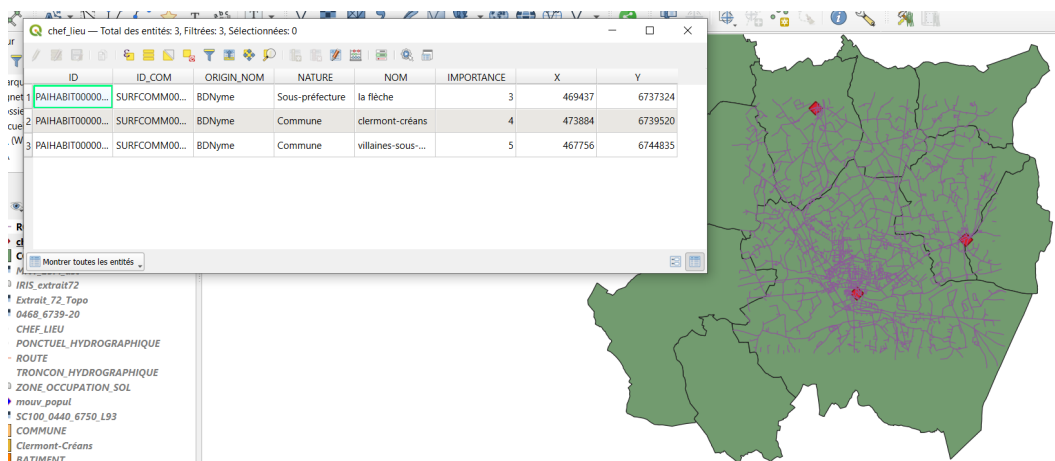 chef_lieu — Total des entités: 3, Filtrées: 3, Sélectionnées: 0
ID ID_COM ORIGIN_NOM NATURE NOM IMPORTANCE X Y
1 PAIHABIT00000... SURFCOMM00... BDNyme Sous-préfecture la flèche 3 469437 6737324
2 PAIHABIT00000... SURFCOMM00... BDNyme Commune clermont-créans 4 473884 6739520
3 PAIHABIT00000... SURFCOMM00... BDNyme Commune villaines-sous-... 5 467756 6744835
Montrer toutes les entités
IRIS_extrait72
Extrait_72_Topo
0468_6739-20
CHEF_LIEU
PONCTUEL_HYDROGRAPHIQUE
ROUTE
TRONCON_HYDROGRAPHIQUE
ZONE_OCCUPATION_SOL
mouv_popul
SC100_0440_6750_L93
COMMUNE
Clermont-Créans
BATIMENT